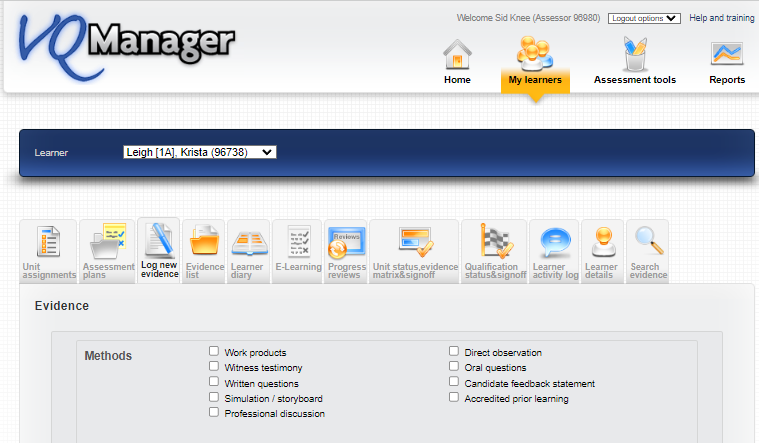 VQManager
Welcome Sid Knee (Assessor 96980) Logout options Help and training
Home My learners Assessment tools Reports
Learner Leigh [1A], Krista (96738)
Reviews
Unit assignments
Assessment plans
Log new evidence
Evidence list
Learner diary
E-Learning
Progress reviews
Unit status,evidence matrix&signoff
Qualification status&signoff
Learner activity log
Learner details
Search evidence
Evidence
Methods
Work products Direct observation
Witness testimony Oral questions
Written questions Candidate feedback statement
Simulation / storyboard Accredited prior learning
Professional discussion